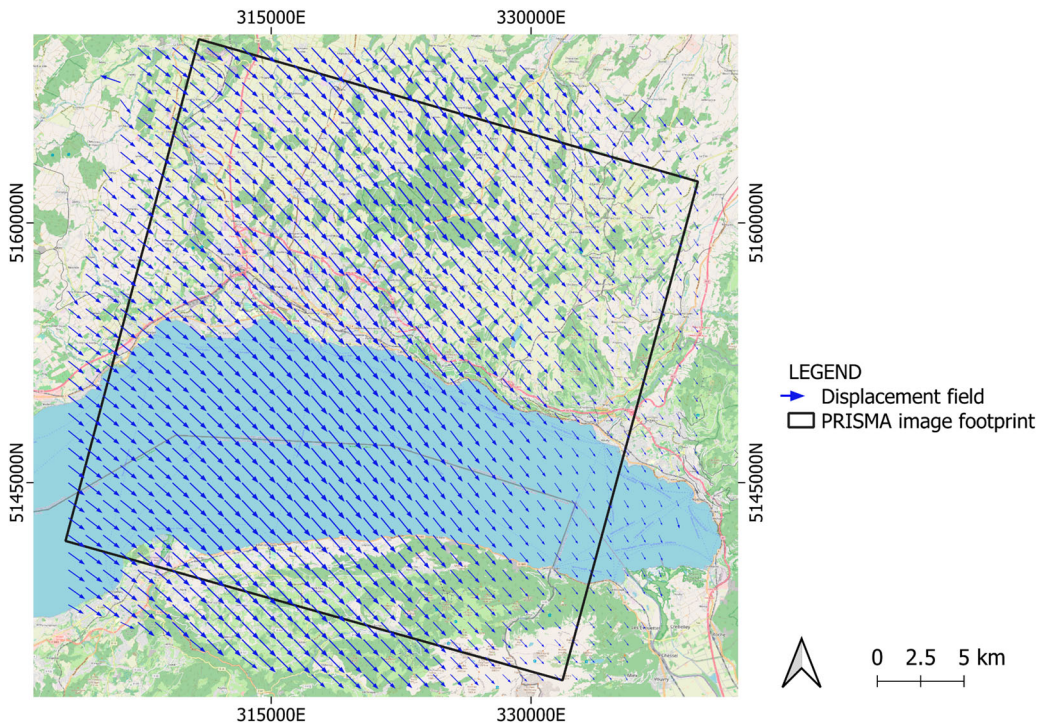 315000E 330000E
5160000N 5160000N
5145000N 5145000N
LEGEND
Displacement field
PRISMA image footprint
0 2.5 5 km
315000E 330000E